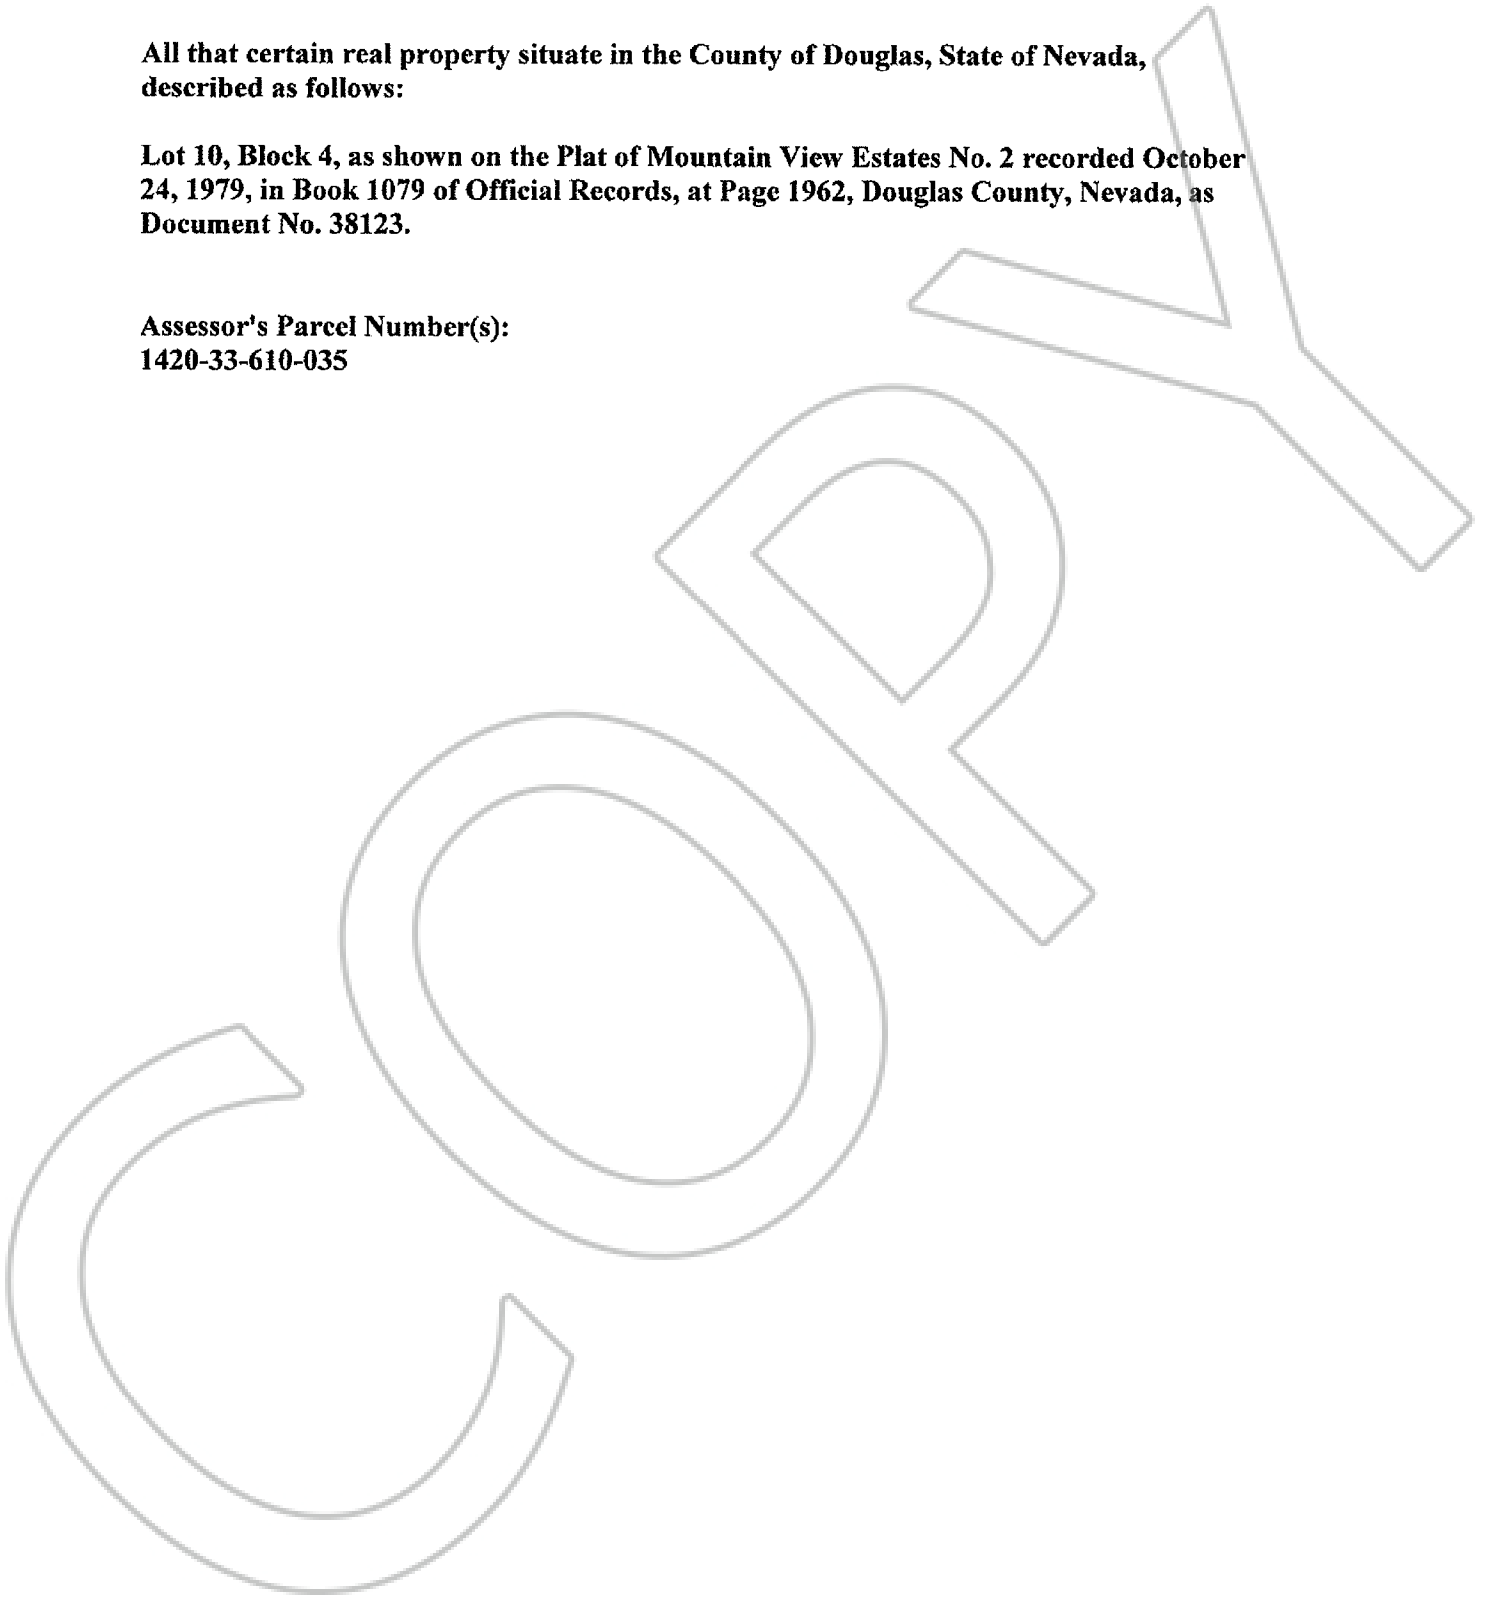 All that certain real property situate in the County of Douglas, State of Nevada,
described as follows:
Lot 10, Block 4, as shown on the Plat of Mountain View Estates No. 2 recorded October
24, 1979, in Book 1079 of Official Records, at Page 1962, Douglas County, Nevada, as
Document No. 38123.
Assessor's Parcel Number(s):
1420-33-610-035
COPY